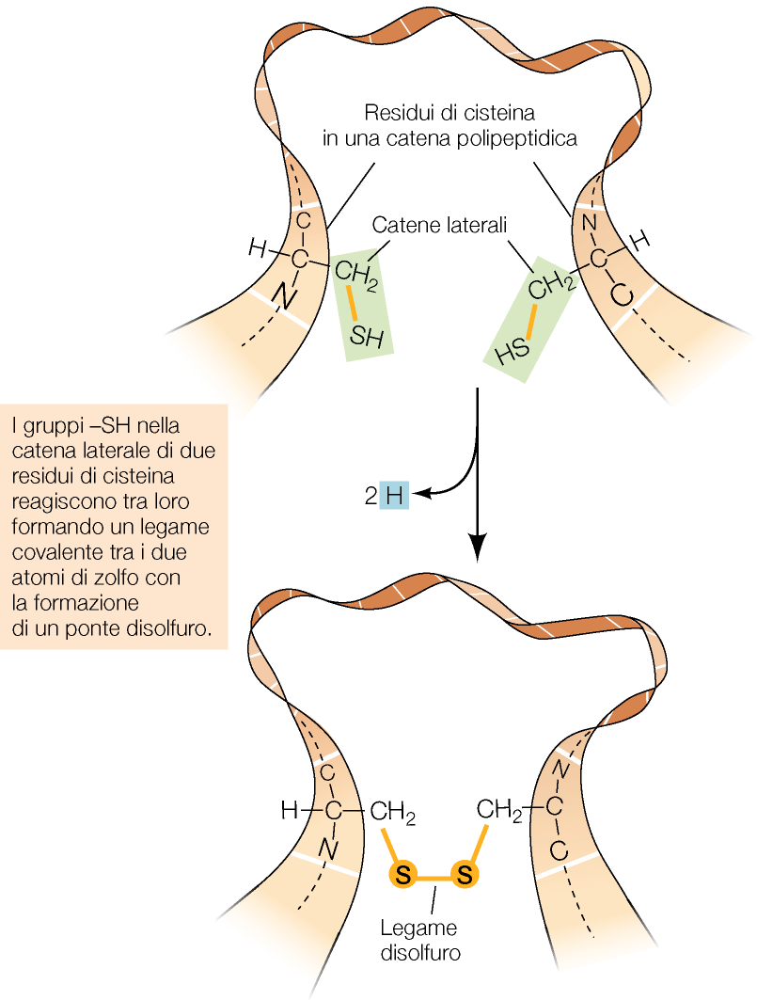 Residui di cisteina
in una catena polipeptidica
Catene laterali
C
N
H
C
CH2
C
H
CH2
N
C
SH
HS
I gruppi –SH nella
catena laterale di due
residui di cisteina
reagiscono tra loro
formando un legame
covalente tra i due
atomi di zolfo con
la formazione
di un ponte disolfuro.
2 H
C
N
H
C
CH2
CH2
C
N
C
S
S
Legame
disolfuro